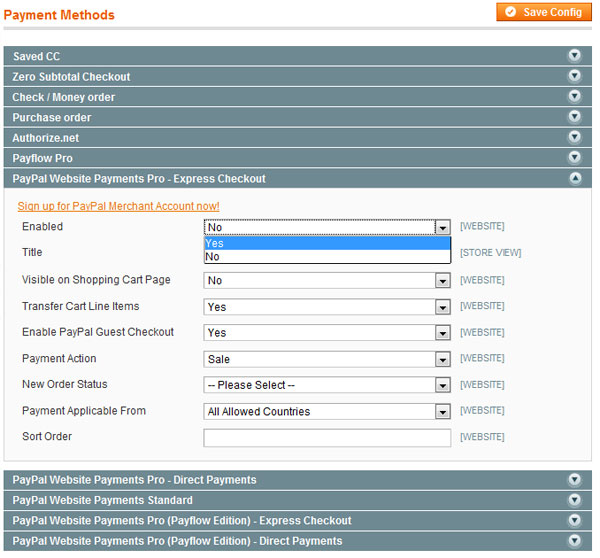 Payment Methods
Save Config
Saved CC
Zero Subtotal Checkout
Check / Money order
Purchase order
Authorize.net
Payflow Pro
PayPal Website Payments Pro - Express Checkout
Sign up for PayPal Merchant Account now!
Enabled No [WEBSITE]
Yes
Title [STORE VIEW]
No
Visible on Shopping Cart Page No [WEBSITE]
Transfer Cart Line Items Yes [WEBSITE]
Enable PayPal Guest Checkout Yes [WEBSITE]
Payment Action Sale [WEBSITE]
New Order Status -- Please Select -- [WEBSITE]
Payment Applicable From All Allowed Countries [WEBSITE]
Sort Order [WEBSITE]
PayPal Website Payments Pro - Direct Payments
PayPal Website Payments Standard
PayPal Website Payments Pro (Payflow Edition) - Express Checkout
PayPal Website Payments Pro (Payflow Edition) - Direct Payments